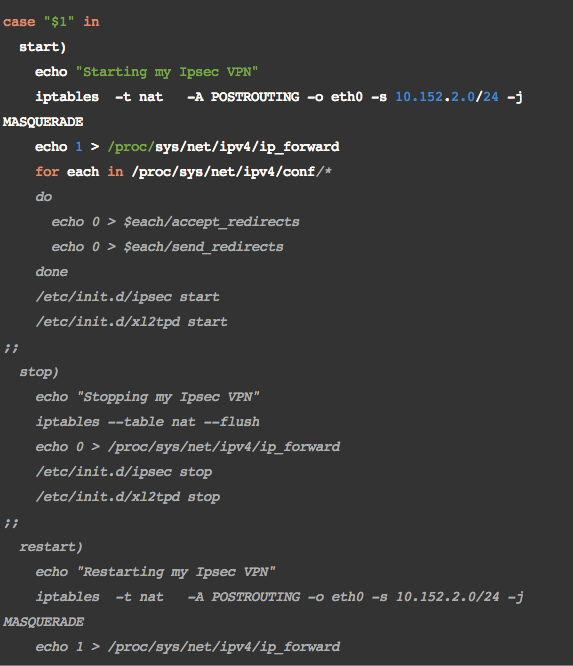 case "$1" in
  start)
    echo "Starting my Ipsec VPN"
    iptables  -t nat   -A POSTROUTING -o eth0 -s 10.152.2.0/24 -j
MASQUERADE
    echo 1 > /proc/sys/net/ipv4/ip_forward
    for each in /proc/sys/net/ipv4/conf/*
    do
      echo 0 > $each/accept_redirects
      echo 0 > $each/send_redirects
    done
    /etc/init.d/ipsec start
    /etc/init.d/xl2tpd start
;;
  stop)
    echo "Stopping my Ipsec VPN"
    iptables --table nat --flush
    echo 0 > /proc/sys/net/ipv4/ip_forward
    /etc/init.d/ipsec stop
    /etc/init.d/xl2tpd stop
;;
  restart)
    echo "Restarting my Ipsec VPN"
    iptables  -t nat   -A POSTROUTING -o eth0 -s 10.152.2.0/24 -j
MASQUERADE
    echo 1 > /proc/sys/net/ipv4/ip_forward